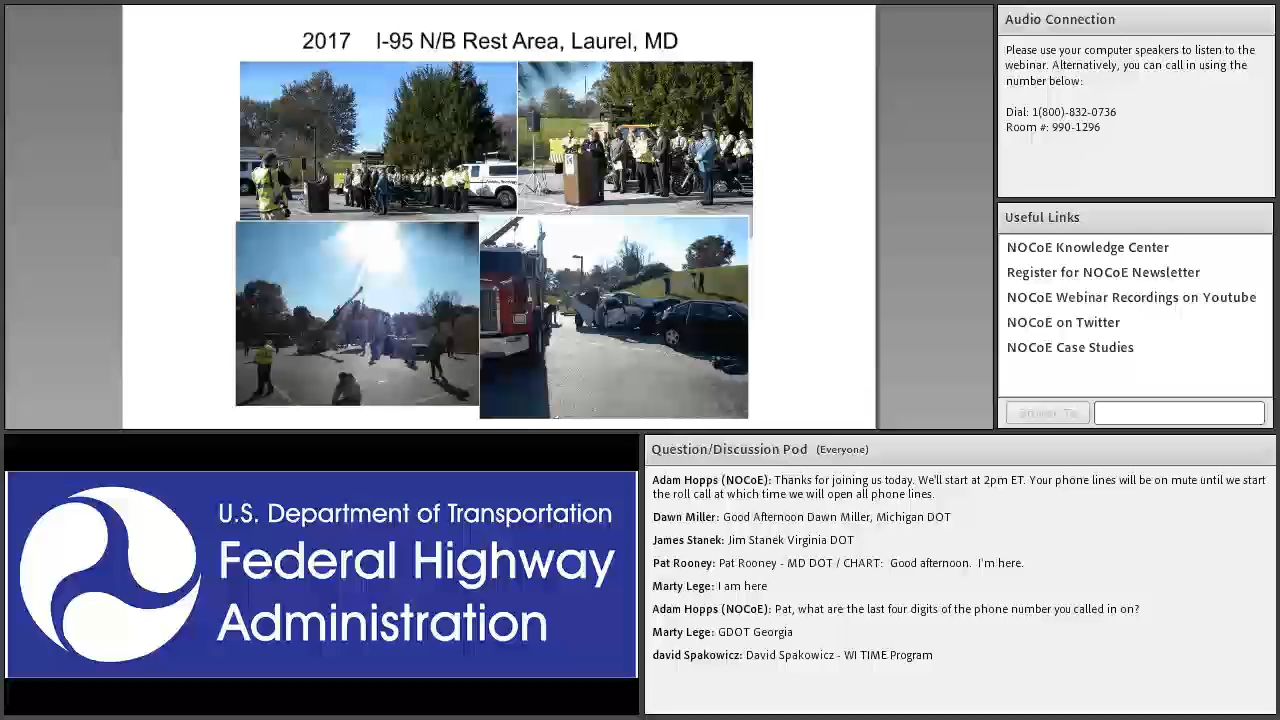 2017 I-95 N/B Rest Area, Laurel, MD
Audio Connection
Please use your computer speakers to listen to the
webinar. Alternatively, you can call in using the
number below:
Dial: 1(800)-832-0736
Room #: 990-1296
Useful Links
NOCoE Knowledge Center
Register for NOCoE Newsletter
NOCoE Webinar Recordings on Youtube
NOCoE on Twitter
NOCoE Case Studies
Browse To
U.S. Department of Transportation
Federal Highway
Administration
Question/Discussion Pod (Everyone)
Adam Hopps (NOCoE): Thanks for joining us today. We'll start at 2pm ET. Your phone lines will be on mute until we start
the roll call at which time we will open all phone lines.
Dawn Miller: Good Afternoon Dawn Miller, Michigan DOT
James Stanek: Jim Stanek Virginia DOT
Pat Rooney: Pat Rooney - MD DOT / CHART: Good afternoon. I'm here.
Marty Lege: I am here
Adam Hopps (NOCoE): Pat, what are the last four digits of the phone number you called in on?
Marty Lege: GDOT Georgia
david Spakowicz: David Spakowicz - WI TIME Program